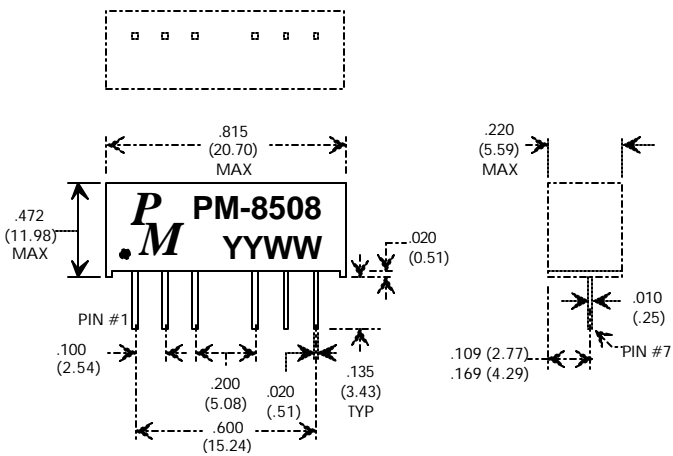 .815
(20.70)
MAX
.220
(5.59)
MAX
.472
(11.98)
MAX
PM PM-8508
YYWW
.020
(0.51)
PIN #1
.100
(2.54)
.200
(5.08)
.020
(.51)
.135
(3.43)
TYP
.600
(15.24)
.010
(.25)
.109 (2.77)
.169 (4.29)
PIN #7